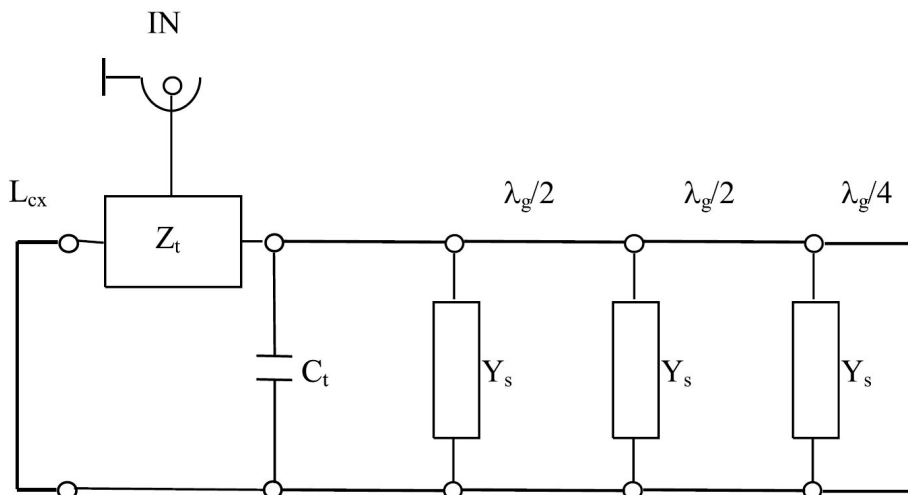 IN
L_cx
λ_g/2
λ_g/2
λ_g/4
Z_t
C_t
Y_s
Y_s
Y_s